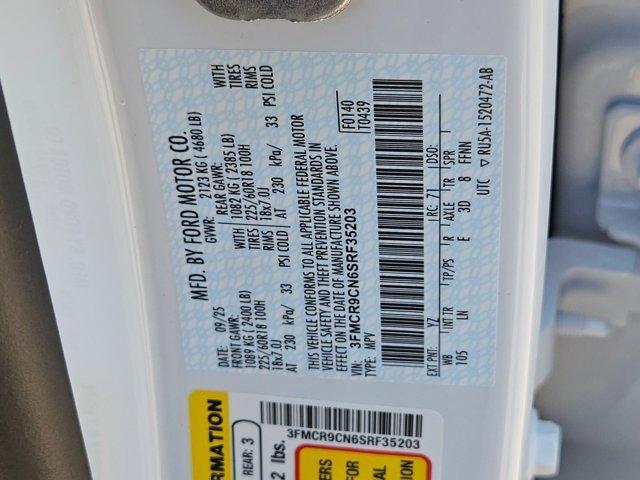 MFD. BY FORD MOTOR CO.
DATE: 09/25
GVWR: 2123 KG ( 4680 LB)
FRONT GAWR: 1089 KG ( 2400 LB)
REAR GAWR: 1082 KG ( 2385 LB)
WITH TIRES RIMS
225/60R18 100H
WITH TIRES RIMS
225/60R18 100H
18x7.0J
18x7.0J
AT 230 kPa/ 33 PSI COLD
AT 230 kPa/ 33 PSI COLD
THIS VEHICLE CONFORMS TO ALL APPLICABLE FEDERAL MOTOR
VEHICLE SAFETY AND THEFT PREVENTION STANDARDS IN
EFFECT ON THE DATE OF MANUFACTURE SHOWN ABOVE.
VIN: 3FMCR9CN6SRF35203
TYPE: MPV
F0140
T0439
EXT PNT: YZ RC: 71 DSO:
WB INT TR TP/PS R AXLE TR SPR
105 LN E 3D 8 FFNN
UTC ▽ RU5A-1520472-AB
3FMCR9CN6SRF35203
REAR: 3
lbs.